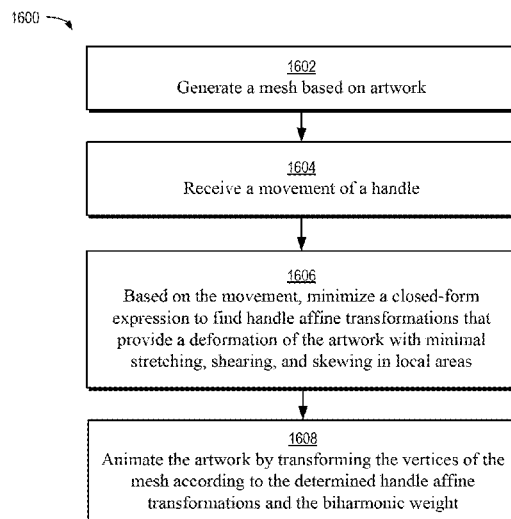 1600
1602
Generate a mesh based on artwork
1604
Receive a movement of a handle
1606
Based on the movement, minimize a closed-form
expression to find handle affine transformations that
provide a deformation of the artwork with minimal
stretching, shearing, and skewing in local areas
1608
Animate the artwork by transforming the vertices of the
mesh according to the determined handle affine
transformations and the biharmonic weight